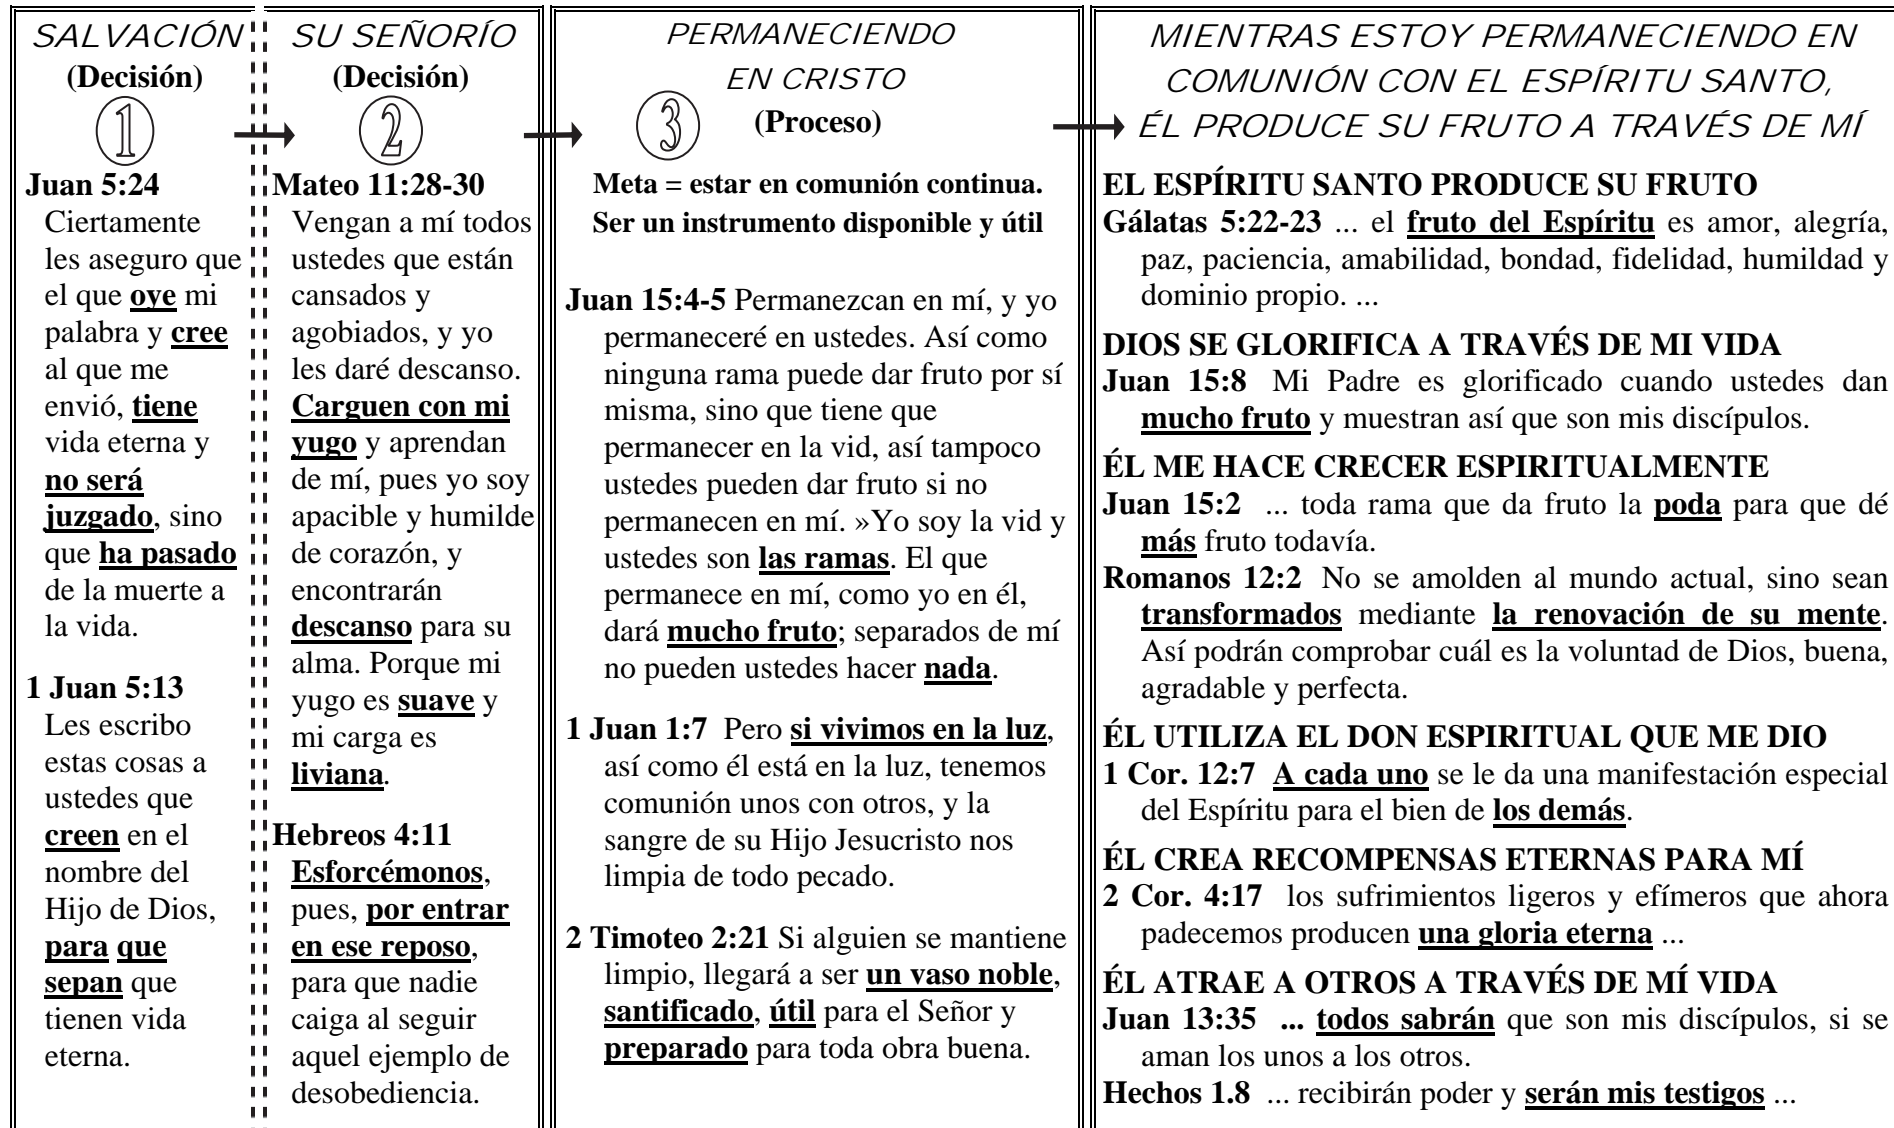 SALVACIÓN
(Decisión)
1
Juan 5:24
Ciertamente
les aseguro que
el que oye mi
palabra y cree
al que me
envió, tiene
vida eterna y
no será
juzgado, sino
que ha pasado
de la muerte a
la vida.
1 Juan 5:13
Les escribo
estas cosas a
ustedes que
creen en el
nombre del
Hijo de Dios,
para que
sepan que
tienen vida
eterna.
SU SEÑORÍO
(Decisión)
2
Mateo 11:28-30
Vengan a mí todos
ustedes que están
cansados y
agobiados, y yo
les daré descanso.
Carguen con mi
yugo y aprendan
de mí, pues yo soy
apacible y humilde
de corazón, y
encontrarán
descanso para su
alma. Porque mi
yugo es suave y
mi carga es
liviana.
Hebreos 4:11
Esforcémonos,
pues, por entrar
en ese reposo,
para que nadie
caiga al seguir
aquel ejemplo de
desobediencia.
PERMANECIENDO
EN CRISTO
3
(Proceso)
Meta = estar en comunión continua.
Ser un instrumento disponible y útil
Juan 15:4-5 Permanezcan en mí, y yo
permaneceré en ustedes. Así como
ninguna rama puede dar fruto por sí
misma, sino que tiene que
permanecer en la vid, así tampoco
ustedes pueden dar fruto si no
permanecen en mí. »Yo soy la vid y
ustedes son las ramas. El que
permanece en mí, como yo en él,
dará mucho fruto; separados de mí
no pueden ustedes hacer nada.
1 Juan 1:7 Pero si vivimos en la luz,
así como él está en la luz, tenemos
comunión unos con otros, y la
sangre de su Hijo Jesucristo nos
limpia de todo pecado.
2 Timoteo 2:21 Si alguien se mantiene
limpio, llegará a ser un vaso noble,
santificado, útil para el Señor y
preparado para toda obra buena.
MIENTRAS ESTOY PERMANECIENDO EN
COMUNIÓN CON EL ESPÍRITU SANTO,
ÉL PRODUCE SU FRUTO A TRAVÉS DE MÍ
EL ESPÍRITU SANTO PRODUCE SU FRUTO
Gálatas 5:22-23 ... el fruto del Espíritu es amor, alegría,
paz, paciencia, amabilidad, bondad, fidelidad, humildad y
dominio propio. ...
DIOS SE GLORIFICA A TRAVÉS DE MI VIDA
Juan 15:8 Mi Padre es glorificado cuando ustedes dan
mucho fruto y muestran así que son mis discípulos.
ÉL ME HACE CRECER ESPIRITUALMENTE
Juan 15:2 ... toda rama que da fruto la poda para que dé
más fruto todavía.
Romanos 12:2 No se amolden al mundo actual, sino sean
transformados mediante la renovación de su mente.
Así podrán comprobar cuál es la voluntad de Dios, buena,
agradable y perfecta.
ÉL UTILIZA EL DON ESPIRITUAL QUE ME DIO
1 Cor. 12:7 A cada uno se le da una manifestación especial
del Espíritu para el bien de los demás.
ÉL CREA RECOMPENSAS ETERNAS PARA MÍ
2 Cor. 4:17 los sufrimientos ligeros y efímeros que ahora
padecemos producen una gloria eterna ...
ÉL ATRAE A OTROS A TRAVÉS DE MÍ VIDA
Juan 13:35 ... todos sabrán que son mis discípulos, si se
aman los unos a los otros.
Hechos 1.8 ... recibirán poder y serán mis testigos ...